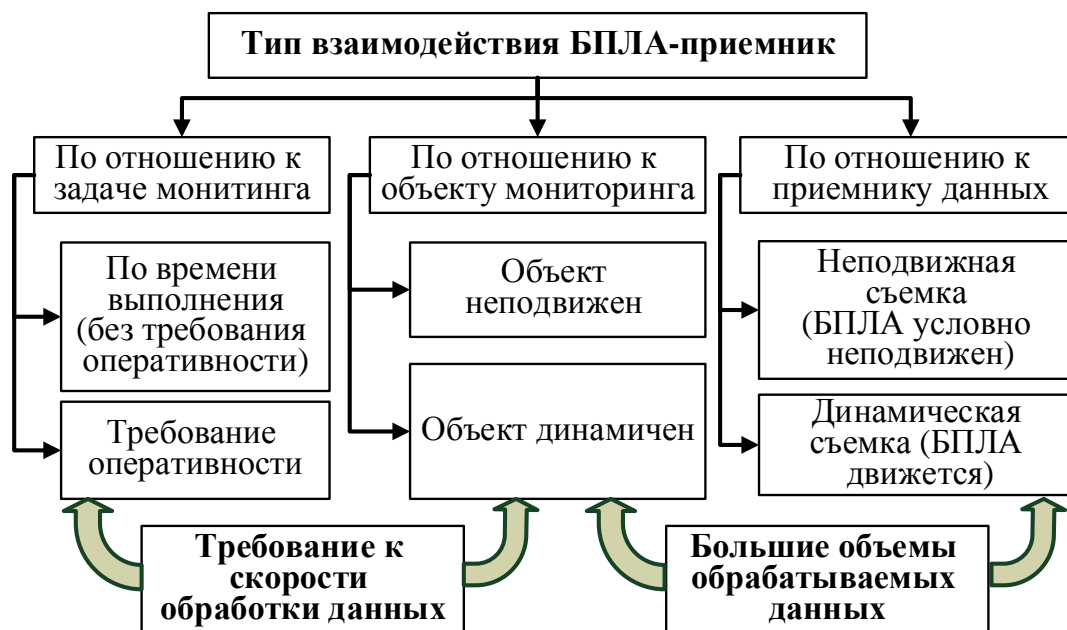 Тип взаимодействия БПЛА-приемник
По отношению к
задаче монитинга
По времени
выполнения
(без требования
оперативности)
Требование
оперативности
По отношению к
объекту мониторинга
Объект
неподвижен
Объект динамичен
По отношению к
приемнику данных
Неподвижная
съемка
(БПЛА условно
неподвижен)
Динамическая
съемка (БПЛА
движется)
Требование к
скорости
обработки данных
Большие объемы
обрабатываемых
данных